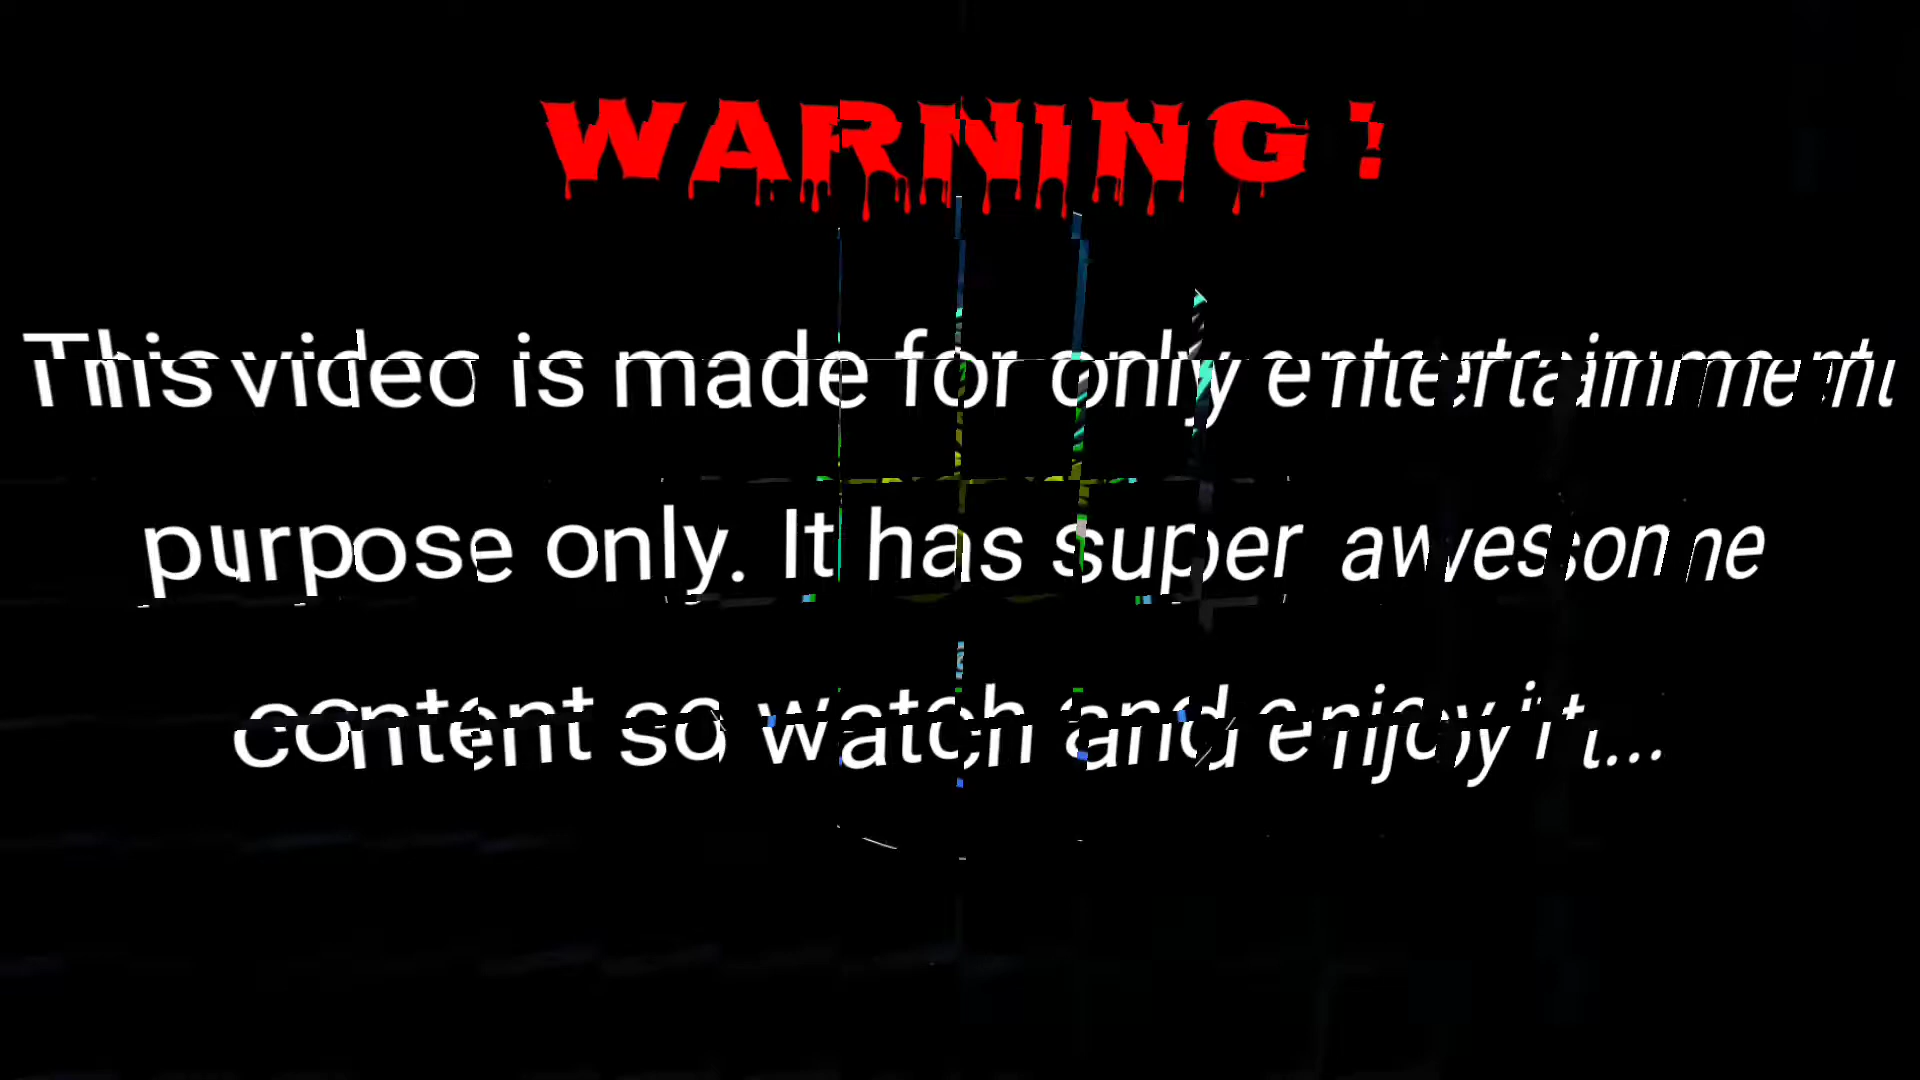 WARNING !
This video is made for only entertainment
purpose only. It has super awesome
content so watch and enjoy it...